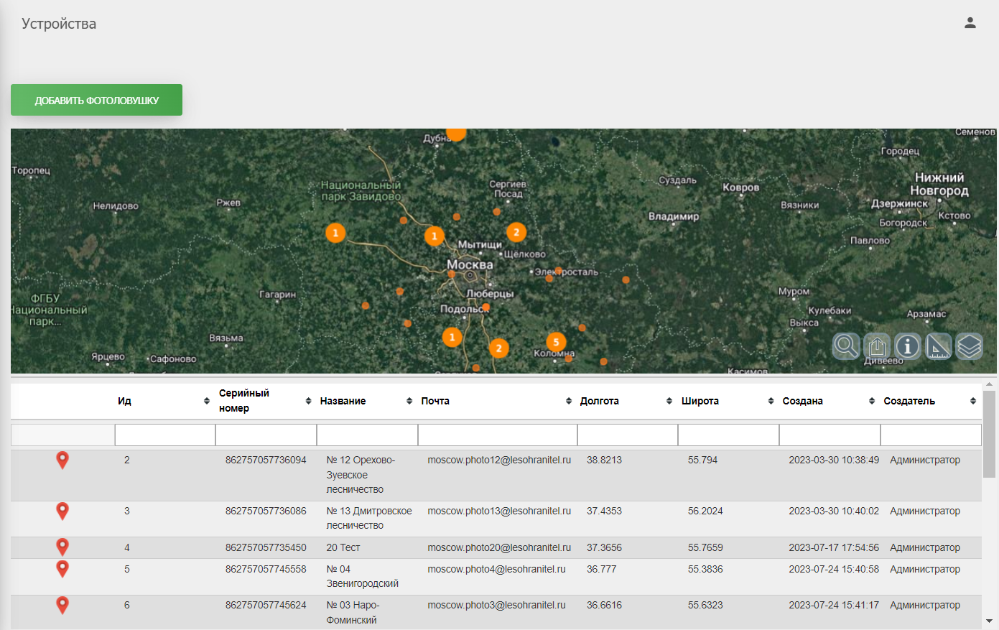 Устройства
ДОБАВИТЬ ФОТОЛОВУШКУ
Дубна
Семенов
Городец
Торопец
Нижний
Новгород
Национальный
парк Завидово
Сергиев
Посад
Суздаль
Ковров
Нелидово
Ржев
Вязники
Дзержинск
Кстово
Владимир
Богородск
1
1
2
Мытищи
Щёлково
Павлово
Москва
Электросталь
Гагарин
Люберцы
Муром
ФГБУ
Национальный
парк...
Подольск
Кулебаки
Арзамас
Выкса
Вязьма
1
2
5
Коломна
Ярцево
Сафоново
Дивеево
Касимов
Ид
Серийный
номер
Название
Почта
Долгота
Широта
Создана
Создатель
2 862757057736094 № 12 Орехово- moscow.photo12@lesohranitel.ru 38.8213 55.794 2023-03-30 10:38:49 Администратор
Зуевское
лесничество
3 862757057736086 № 13 Дмитровское moscow.photo13@lesohranitel.ru 37.4353 56.2024 2023-03-30 10:40:02 Администратор
лесничество
4 862757057735450 20 Тест moscow.photo20@lesohranitel.ru 37.3656 55.7659 2023-07-17 17:54:56 Администратор
5 862757057745558 № 04 moscow.photo4@lesohranitel.ru 36.777 55.3836 2023-07-24 15:40:58 Администратор
Звенигородский
6 862757057745624 № 03 Наро- moscow.photo3@lesohranitel.ru 36.6616 55.6323 2023-07-24 15:41:17 Администратор
Фоминский